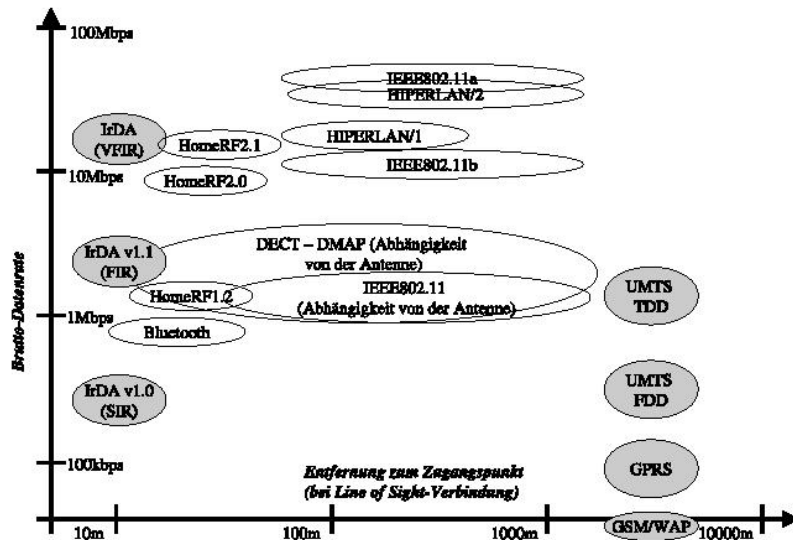 100Mbps
IEEE802.11a
HIPERLAN/2
IrDA
(VFIR)
HomeRF2.1
HIPERLAN/1
IEEE802.11b
10Mbps
HomeRF2.0
IrDA v1.1
(FIR)
DECT – DMAP (Abhängigkeit
von der Antenne)
HomeRF1.2
IEEE802.11
(Abhängigkeit von der Antenne)
UMTS
TDD
1Mbps
Bluetooth
Brutto-Datenrate
IrDA v1.0
(SIR)
UMTS
FDD
100kbps
Entfernung zum Zugangspunkt
(bei Line of Sight-Verbindung)
GPRS
GSM/WAP
10m
100m
1000m
10000m